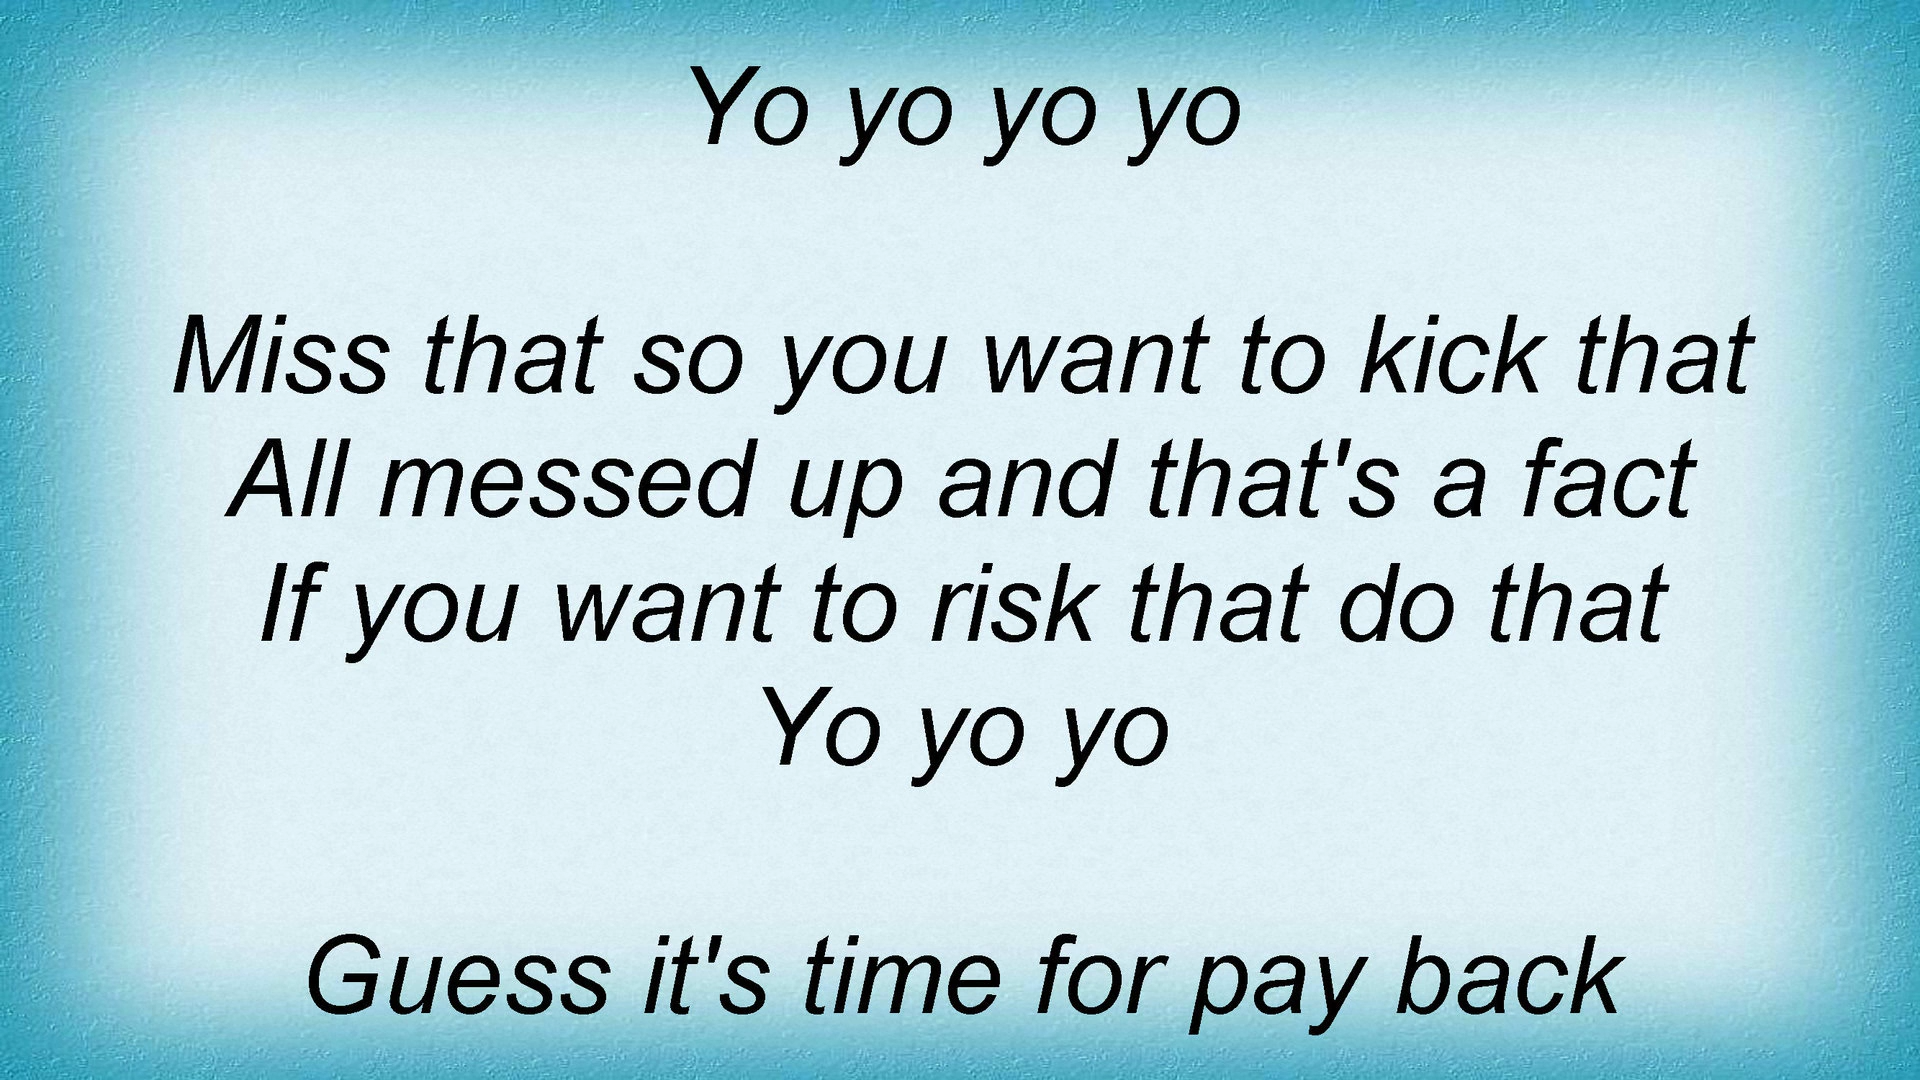 Yo yo yo yo
Miss that so you want to kick that
All messed up and that's a fact
If you want to risk that do that
Yo yo yo
Guess it's time for pay back